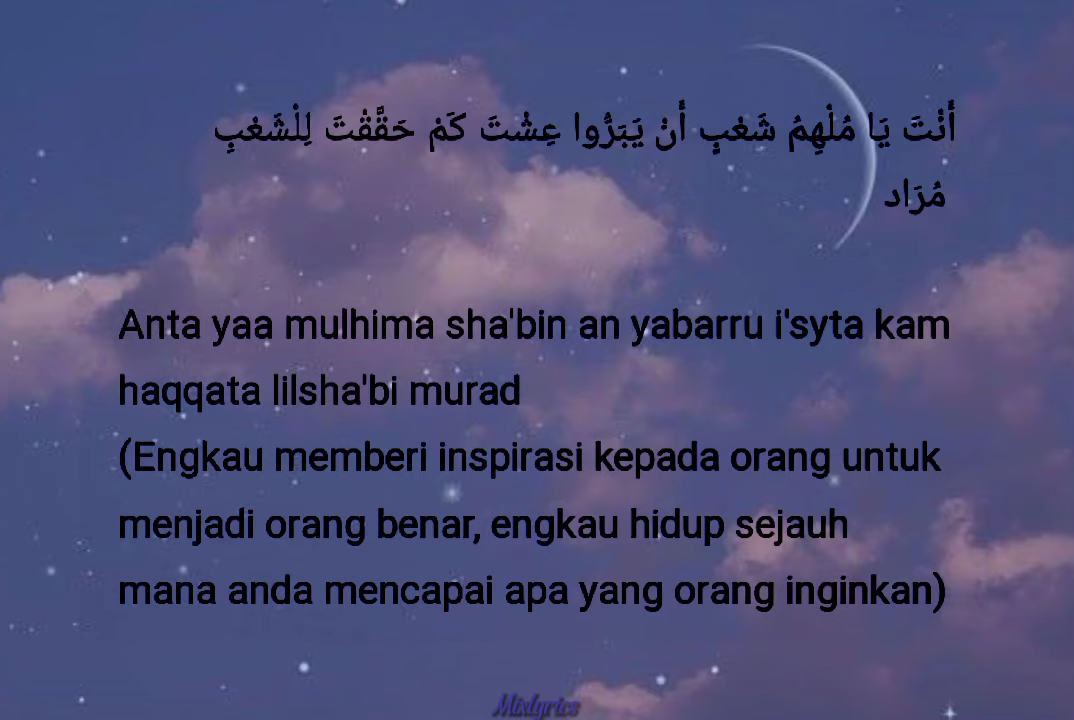 أَنْتَ يَا مُلْهِمُ شَعْبٍ أَنْ يَبَرُّوا عِشْتَ كَمْ حَقَّقْتَ لِلْشَعْبِ
مُرَاد
Anta yaa mulhima sha'bin an yabarru i'syta kam
haqqata lilsha'bi murad
(Engkau memberi inspirasi kepada orang untuk
menjadi orang benar, engkau hidup sejauh
mana anda mencapai apa yang orang inginkan)
Mixlyrics